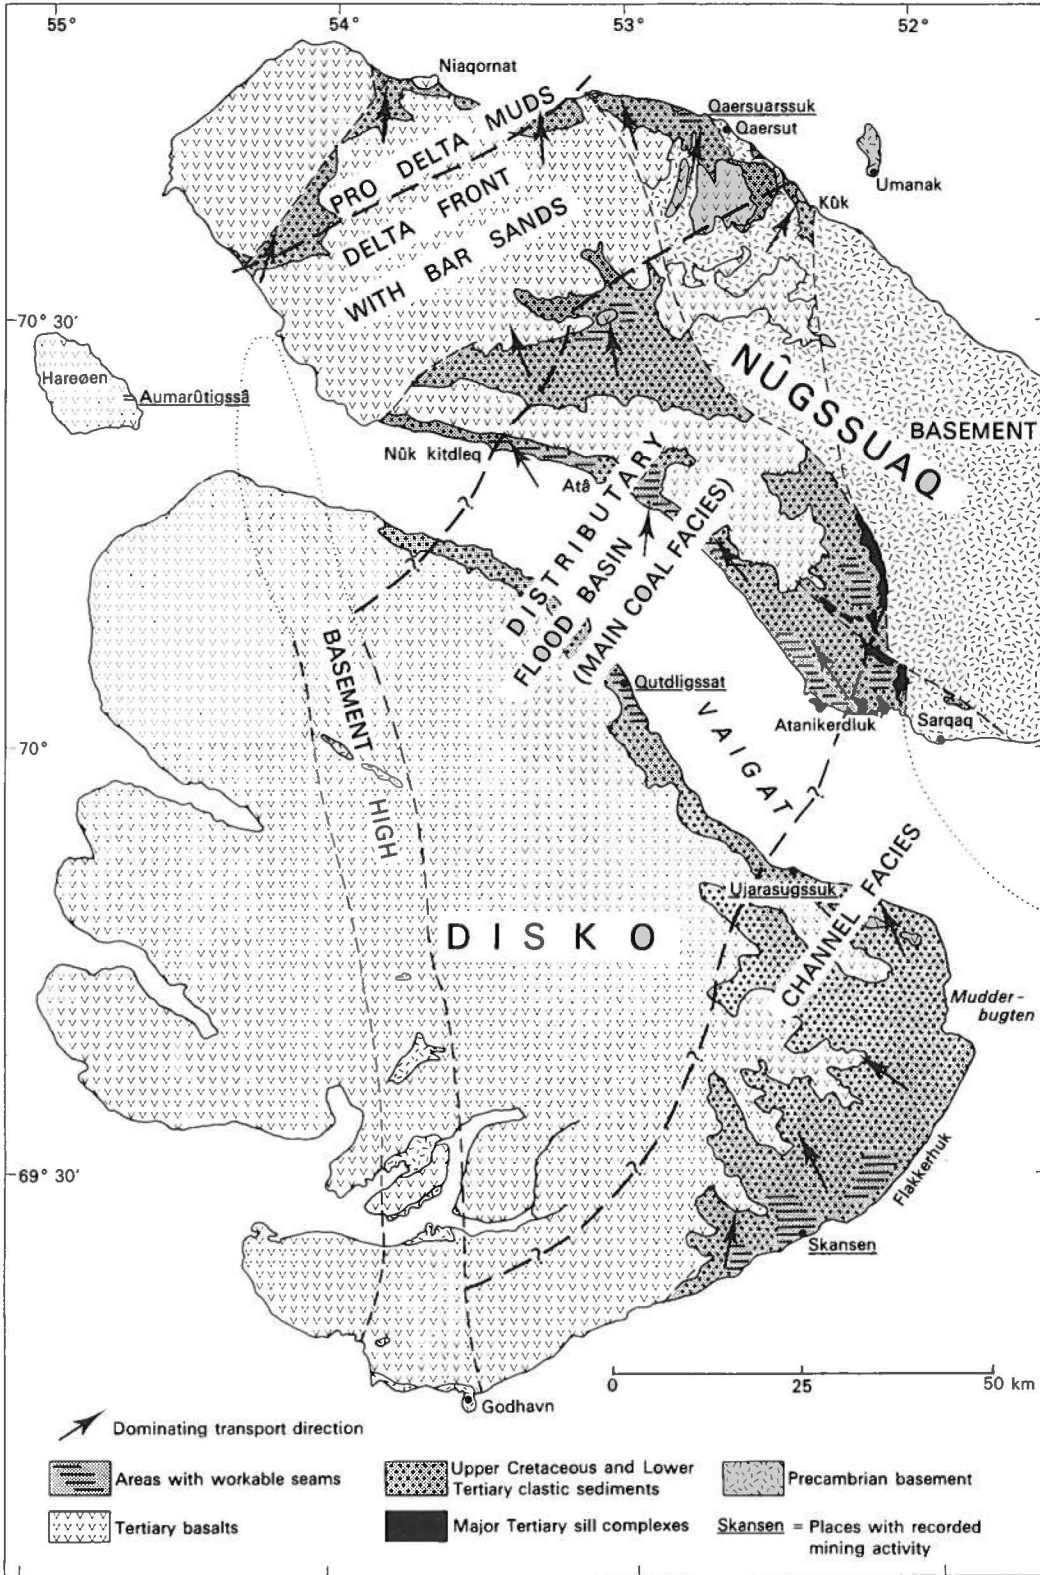 55° 54° 53° 52°
Niaqornat
Qaersuarssuk
Qaersut
Umanak
Kûk
PRO DELTA MUDS
DELTA FRONT
WITH BAR SANDS
70° 30'
Hareøen
Aumarûtigssâ
NÛGSSUAQ
BASEMENT
Nûk kitdleq
Atâ
?
DISTRIBUTARY
FLOOD BASIN
(MAIN COAL FACIES)
?
BASEMENT
HIGH
Qutdligssat
VAIGAT
Atanikerdluk
Sarqaq
70°
?
Ujarasugssuk
CHANNEL FACIES
DISKO
Mudder-
bugten
?
69° 30'
?
Flakkerhuk
?
Skansen
0 25 50 km
Godhavn
Dominating transport direction
Areas with workable seams
Tertiary basalts
Upper Cretaceous and Lower
Tertiary clastic sediments
Major Tertiary sill complexes
Precambrian basement
Skansen = Places with recorded
mining activity